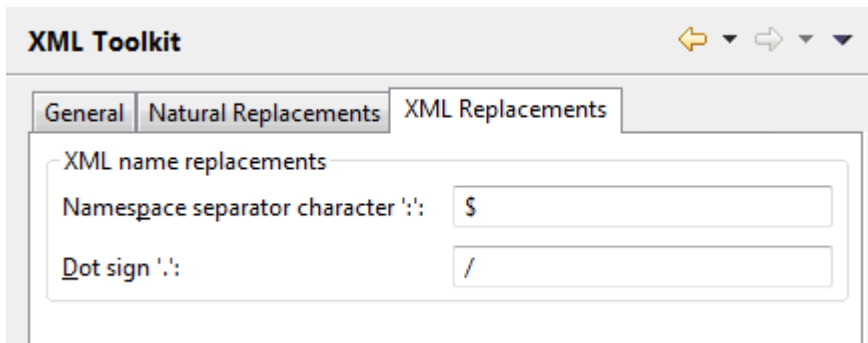 XML Toolkit
General Natural Replacements XML Replacements
XML name replacements
Namespace separator character ':': $
Dot sign '.': /